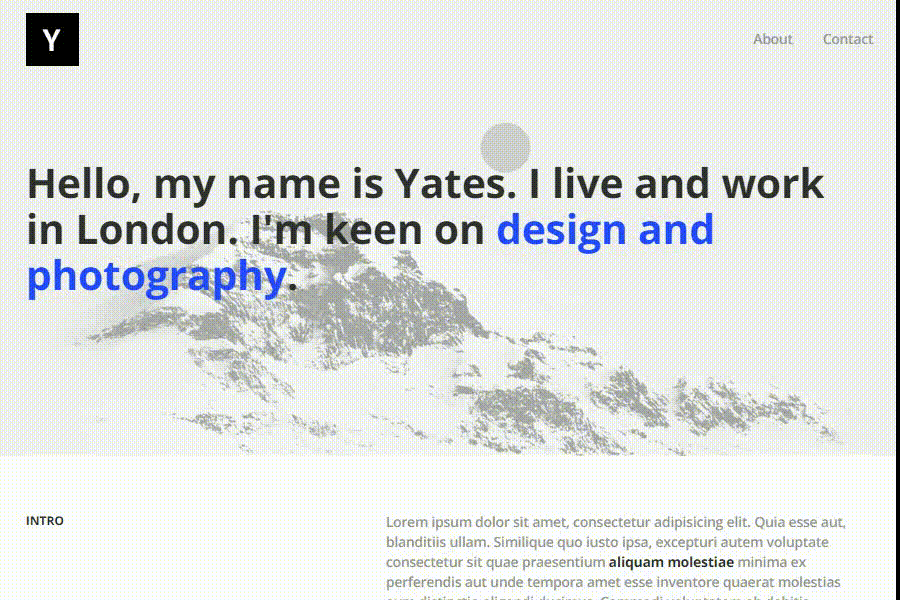 Y
About Contact
Hello, my name is Yates. I live and work
in London. I'm keen on design and
photography.
INTRO
Lorem ipsum dolor sit amet, consectetur adipisicing elit. Quia esse aut,
blanditiis ullam. Similique quo iusto ipsa, excepturi autem voluptate
consectetur sit quae praesentium aliquam molestiae minima ex
perferendis aut unde tempora amet esse inventore quaerat molestias